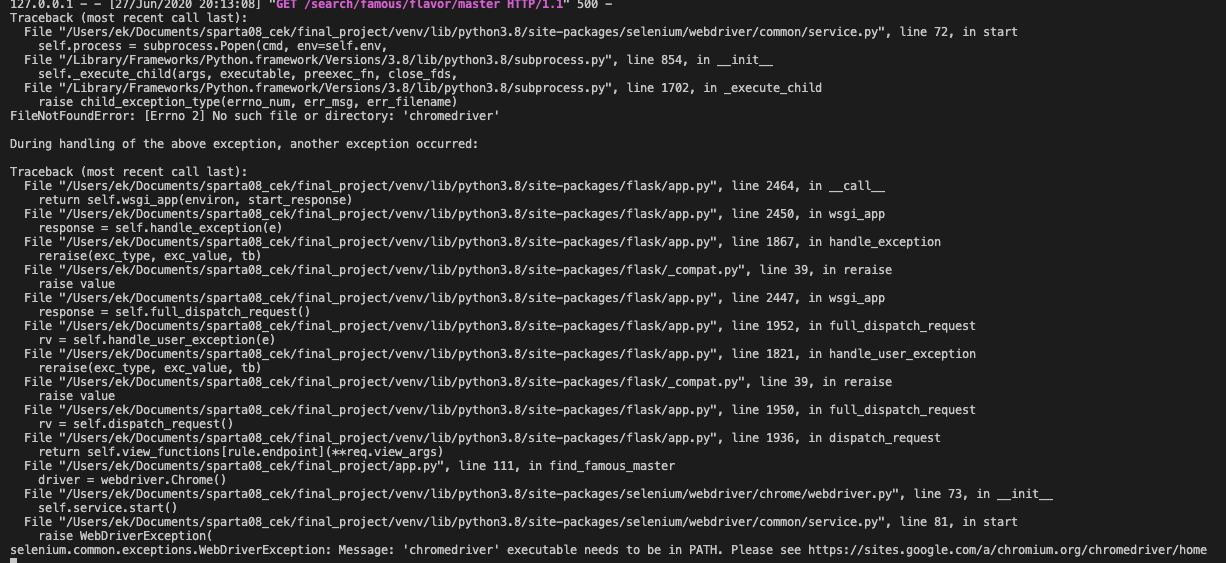 127.0.0.1 - - [27/Jun/2020 20:13:08] "GET /search/famous/flavor/master HTTP/1.1" 500 -
Traceback (most recent call last):
  File "/Users/ek/Documents/sparta08_cek/final_project/venv/lib/python3.8/site-packages/selenium/webdriver/common/service.py", line 72, in start
    self.process = subprocess.Popen(cmd, env=self.env,
  File "/Library/Frameworks/Python.framework/Versions/3.8/lib/python3.8/subprocess.py", line 854, in __init__
    self._execute_child(args, executable, preexec_fn, close_fds,
  File "/Library/Frameworks/Python.framework/Versions/3.8/lib/python3.8/subprocess.py", line 1702, in _execute_child
    raise child_exception_type(errno_num, err_msg, err_filename)
FileNotFoundError: [Errno 2] No such file or directory: 'chromedriver'

During handling of the above exception, another exception occurred:

Traceback (most recent call last):
  File "/Users/ek/Documents/sparta08_cek/final_project/venv/lib/python3.8/site-packages/flask/app.py", line 2464, in __call__
    return self.wsgi_app(environ, start_response)
  File "/Users/ek/Documents/sparta08_cek/final_project/venv/lib/python3.8/site-packages/flask/app.py", line 2450, in wsgi_app
    response = self.handle_exception(e)
  File "/Users/ek/Documents/sparta08_cek/final_project/venv/lib/python3.8/site-packages/flask/app.py", line 1867, in handle_exception
    reraise(exc_type, exc_value, tb)
  File "/Users/ek/Documents/sparta08_cek/final_project/venv/lib/python3.8/site-packages/flask/_compat.py", line 39, in reraise
    raise value
  File "/Users/ek/Documents/sparta08_cek/final_project/venv/lib/python3.8/site-packages/flask/app.py", line 2447, in wsgi_app
    response = self.full_dispatch_request()
  File "/Users/ek/Documents/sparta08_cek/final_project/venv/lib/python3.8/site-packages/flask/app.py", line 1952, in full_dispatch_request
    rv = self.handle_user_exception(e)
  File "/Users/ek/Documents/sparta08_cek/final_project/venv/lib/python3.8/site-packages/flask/app.py", line 1821, in handle_user_exception
    reraise(exc_type, exc_value, tb)
  File "/Users/ek/Documents/sparta08_cek/final_project/venv/lib/python3.8/site-packages/flask/_compat.py", line 39, in reraise
    raise value
  File "/Users/ek/Documents/sparta08_cek/final_project/venv/lib/python3.8/site-packages/flask/app.py", line 1950, in full_dispatch_request
    rv = self.dispatch_request()
  File "/Users/ek/Documents/sparta08_cek/final_project/venv/lib/python3.8/site-packages/flask/app.py", line 1936, in dispatch_request
    return self.view_functions[rule.endpoint](**req.view_args)
  File "/Users/ek/Documents/sparta08_cek/final_project/app.py", line 111, in find_famous_master
    driver = webdriver.Chrome()
  File "/Users/ek/Documents/sparta08_cek/final_project/venv/lib/python3.8/site-packages/selenium/webdriver/chrome/webdriver.py", line 73, in __init__
    self.service.start()
  File "/Users/ek/Documents/sparta08_cek/final_project/venv/lib/python3.8/site-packages/selenium/webdriver/common/service.py", line 81, in start
    raise WebDriverException(
selenium.common.exceptions.WebDriverException: Message: 'chromedriver' executable needs to be in PATH. Please see https://sites.google.com/a/chromium.org/chromedriver/home